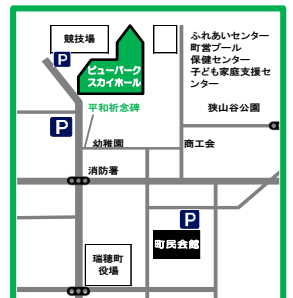 競技場
P
ビューパーク
スカイホール
ふれあいセンター
町営プール
保健センター
子ども家庭支援セ
ンター
平和祈念碑
狭山谷公園
P
幼稚園
商工会
消防署
P
町民会館
瑞穂町
役場